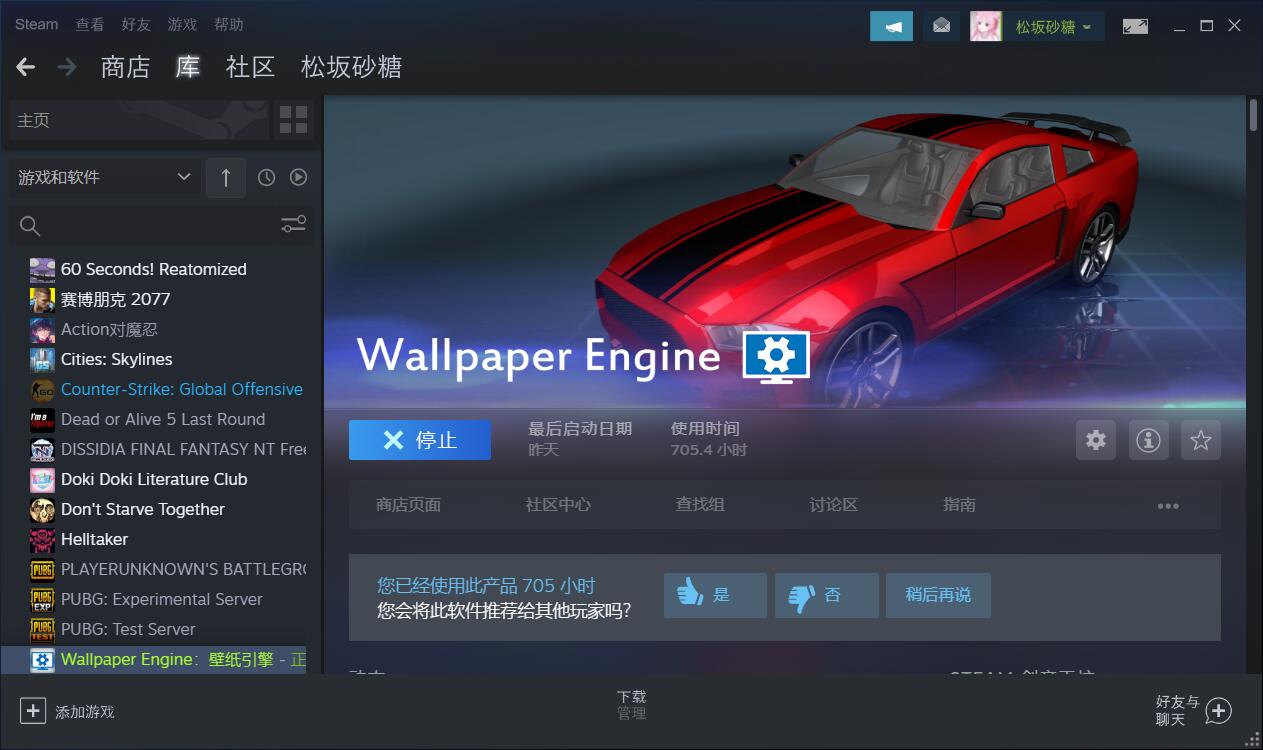 Steam 查看 好友 游戏 帮助
松坂砂糖
商店 库 社区 松坂砂糖
主页
游戏和软件
60 Seconds! Reatomized
赛博朋克 2077
Action对魔忍
Cities: Skylines
Counter-Strike: Global Offensive
Dead or Alive 5 Last Round
DISSIDIA FINAL FANTASY NT Free
Doki Doki Literature Club
Don't Starve Together
Helltaker
PLAYERUNKNOWN'S BATTLEGRO
PUBG: Experimental Server
PUBG: Test Server
Wallpaper Engine：壁纸引擎 - 正
Wallpaper Engine
停止
最后启动日期
昨天
使用时间
705.4 小时
商店页面 社区中心 查找组 讨论区 指南
您已经使用此产品 705 小时
您会将此软件推荐给其他玩家吗?
是 否 稍后再说
添加游戏
下载
管理
好友与
聊天